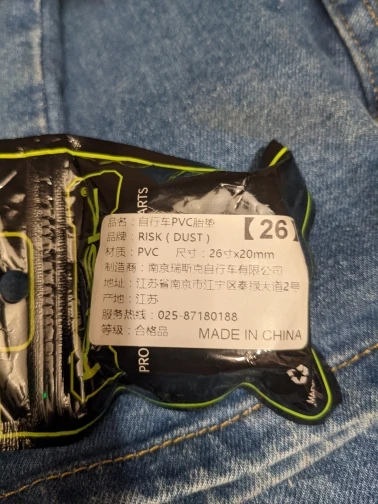 品名：自行车PVC胎垫
【26】
品牌：RISK（DUST）
材质：PVC 尺寸：26寸x20mm
制造商：南京瑞斯克自行车有限公司
地址：江苏省南京市江宁区秦禄大道2号
产地：江苏
服务热线：025-87180188
等级：合格品
MADE IN CHINA
ARTS
PRO